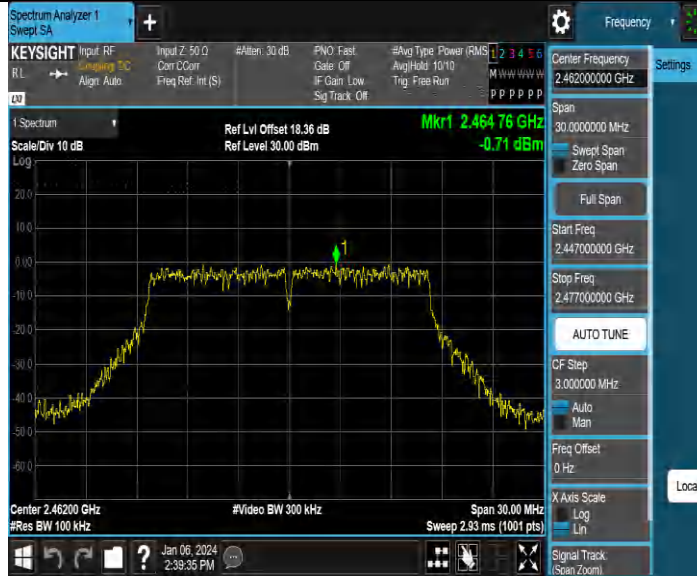 Spectrum Analyzer 1
Swept SA
+
Frequency
KEYSIGHT
Input: RF
Coupling: DC
Align: Auto
Input Z: 50 Ω
Corr CCorr
Freq Ref: Int (S)
#Atten: 30 dB
PNO: Fast
Gate: Off
IF Gain: Low
Sig Track: Off
#Avg Type: Power (RMS
Avg|Hold: 10/10
Trig: Free Run
1 2 3 4 5 6
M W W W W W
P P P P P P
RL
LXI
1 Spectrum
Scale/Div 10 dB
Log
Ref Lvl Offset 18.36 dB
Ref Level 30.00 dBm
Mkr1 2.464 76 GHz
-0.71 dBm
20.0
10.0
0.00
-10.0
-20.0
-30.0
-40.0
-50.0
-60.0
1
Center 2.46200 GHz
#Res BW 100 kHz
#Video BW 300 kHz
Span 30.00 MHz
Sweep 2.93 ms (1001 pts)
Center Frequency
2.462000000 GHz
Settings
Span
30.0000000 MHz
Swept Span
Zero Span
Full Span
Start Freq
2.447000000 GHz
Stop Freq
2.477000000 GHz
AUTO TUNE
CF Step
3.000000 MHz
Auto
Man
Freq Offset
0 Hz
X Axis Scale
Log
Lin
Loca
Signal Track
(Span Zoom)
?
Jan 06, 2024
2:39:35 PM